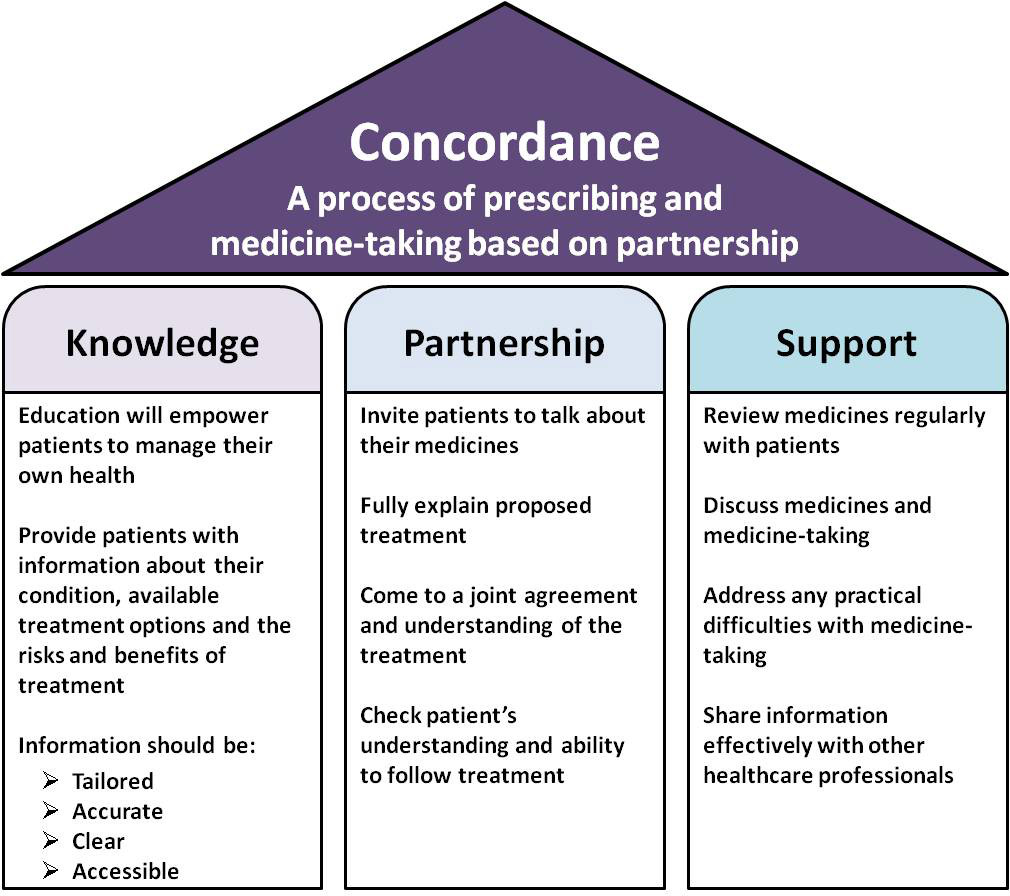 Concordance
A process of prescribing and
medicine-taking based on partnership
Knowledge
Education will empower
patients to manage their
own health
Provide patients with
information about their
condition, available
treatment options and the
risks and benefits of
treatment
Information should be:
Tailored
Accurate
Clear
Accessible
Partnership
Invite patients to talk about
their medicines
Fully explain proposed
treatment
Come to a joint agreement
and understanding of the
treatment
Check patient’s
understanding and ability
to follow treatment
Support
Review medicines regularly
with patients
Discuss medicines and
medicine-taking
Address any practical
difficulties with medicine-
taking
Share information
effectively with other
healthcare professionals